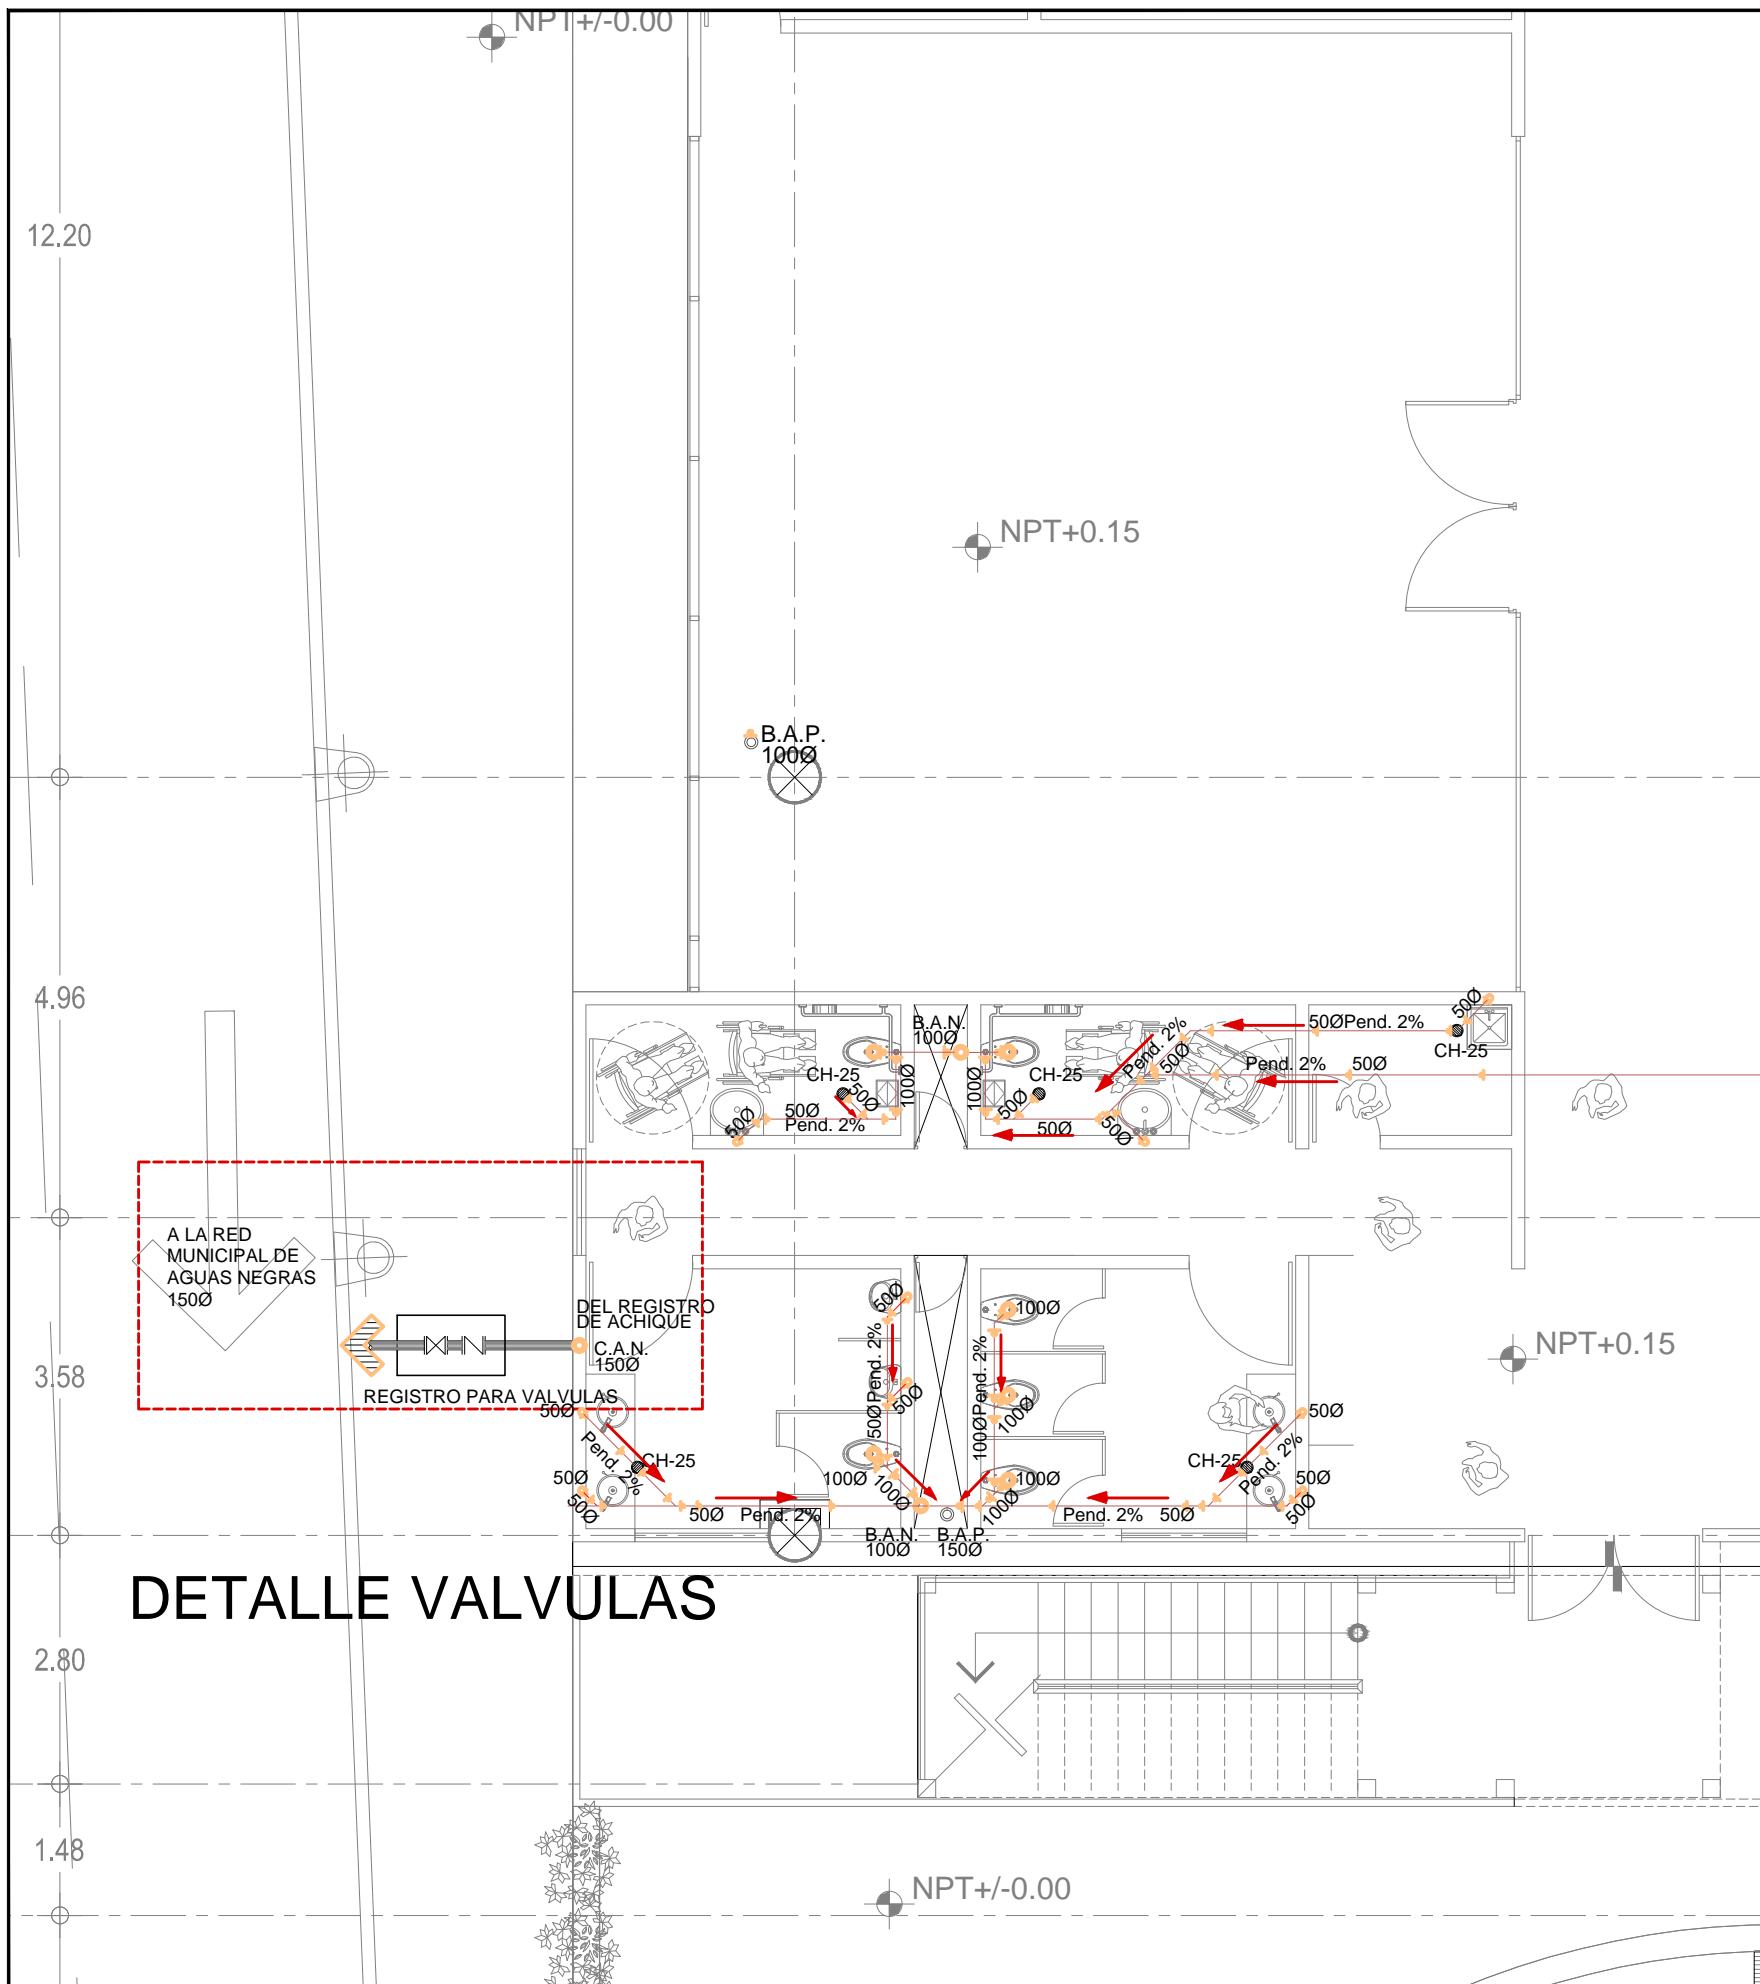 NPT+/-0.00
12.20
NPT+0.15
B.A.P.
100Ø
4.96
B.A.N.
100Ø
50Ø
50ØPend. 2%
CH-25
Pend. 2%
50Ø
Pend. 2%
50Ø
CH-25
50Ø
100Ø
100Ø
CH-25
50Ø
50Ø
50Ø
Pend. 2%
50Ø
50Ø
A LA RED
MUNICIPAL DE
AGUAS NEGRAS
150Ø
DEL REGISTRO
DE ACHIQUE
C.A.N.
150Ø
REGISTRO PARA VALVULAS
50Ø
50ØPend. 2%
50Ø
100Ø
100ØPend. 2%
100Ø
NPT+0.15
3.58
50Ø
Pend. 2%
CH-25
50Ø
50Ø
50Ø
Pend. 2%
100Ø
100Ø
100Ø
100Ø
50Ø
CH-25
Pend. 2%
50Ø
50Ø
Pend. 2%
50Ø
B.A.N.
100Ø
B.A.P.
150Ø
DETALLE VALVULAS
2.80
1.48
NPT+/-0.00